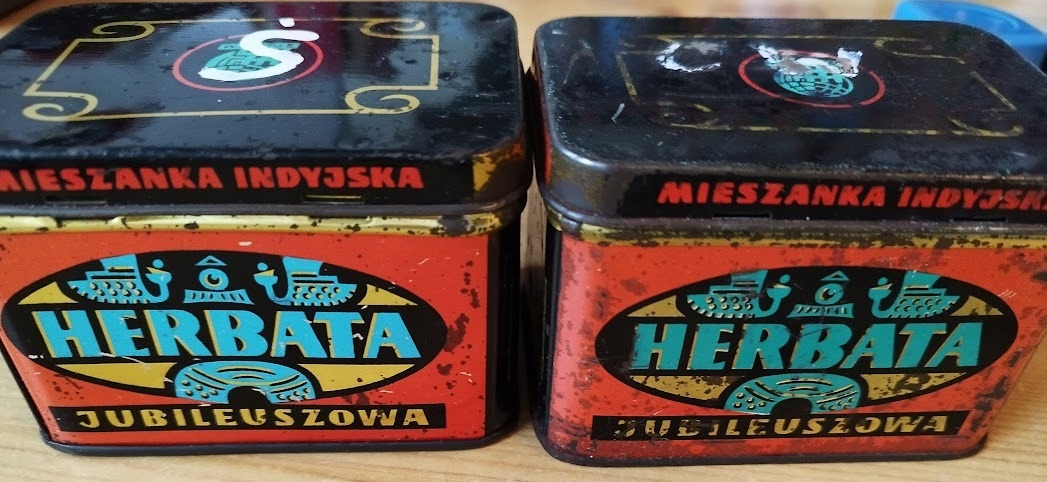 Ś
MIESZANKA INDYJSKA
HERBATA
JUBILEUSZOWA
MIESZANKA INDYJSKA
HERBATA
JUBILEUSZOWA